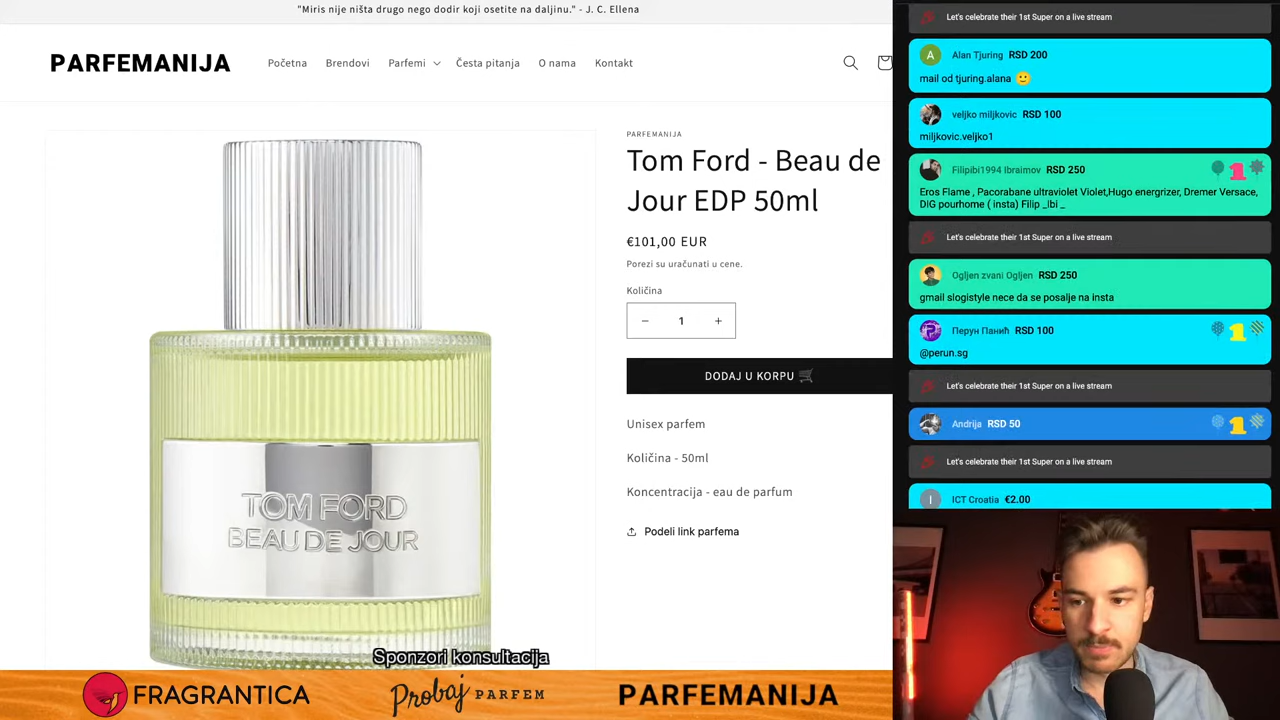 "Miris nije ništa drugo nego dodir koji osetite na daljinu." - J. C. Ellena
PARFEMANIJA
Početna
Brendovi
Parfemi
Česta pitanja
O nama
Kontakt
PARFEMANIJA
Tom Ford - Beau de
Jour EDP 50ml
€101,00 EUR
Porezi su uračunati u cene.
Količina
− 1 +
DODAJ U KORPU
Unisex parfem
Količina - 50ml
Koncentracija - eau de parfum
Podeli link parfema
TOM FORD
BEAU DE JOUR
Sponzori konsultacija
FRAGRANTICA
Probaj PARFEM
PARFEMANIJA
Let's celebrate their 1st Super on a live stream
A
Alan Tjuring RSD 200
mail od tjuring.alana 🙂
veljko miljkovic RSD 100
miljkovic.veljko1
Filipibi1994 Ibraimov RSD 250
1
Eros Flame , Pacorabane ultraviolet Violet,Hugo energrizer, Dremer Versace,
DIG pourhome ( insta) Filip _Ibi _
Let's celebrate their 1st Super on a live stream
Ogljen zvani Ogljen RSD 250
gmail slogistyle nece da se posalje na insta
Перун Панић RSD 100
1
@perun.sg
Let's celebrate their 1st Super on a live stream
Andrija RSD 50
1
Let's celebrate their 1st Super on a live stream
I
ICT Croatia €2.00